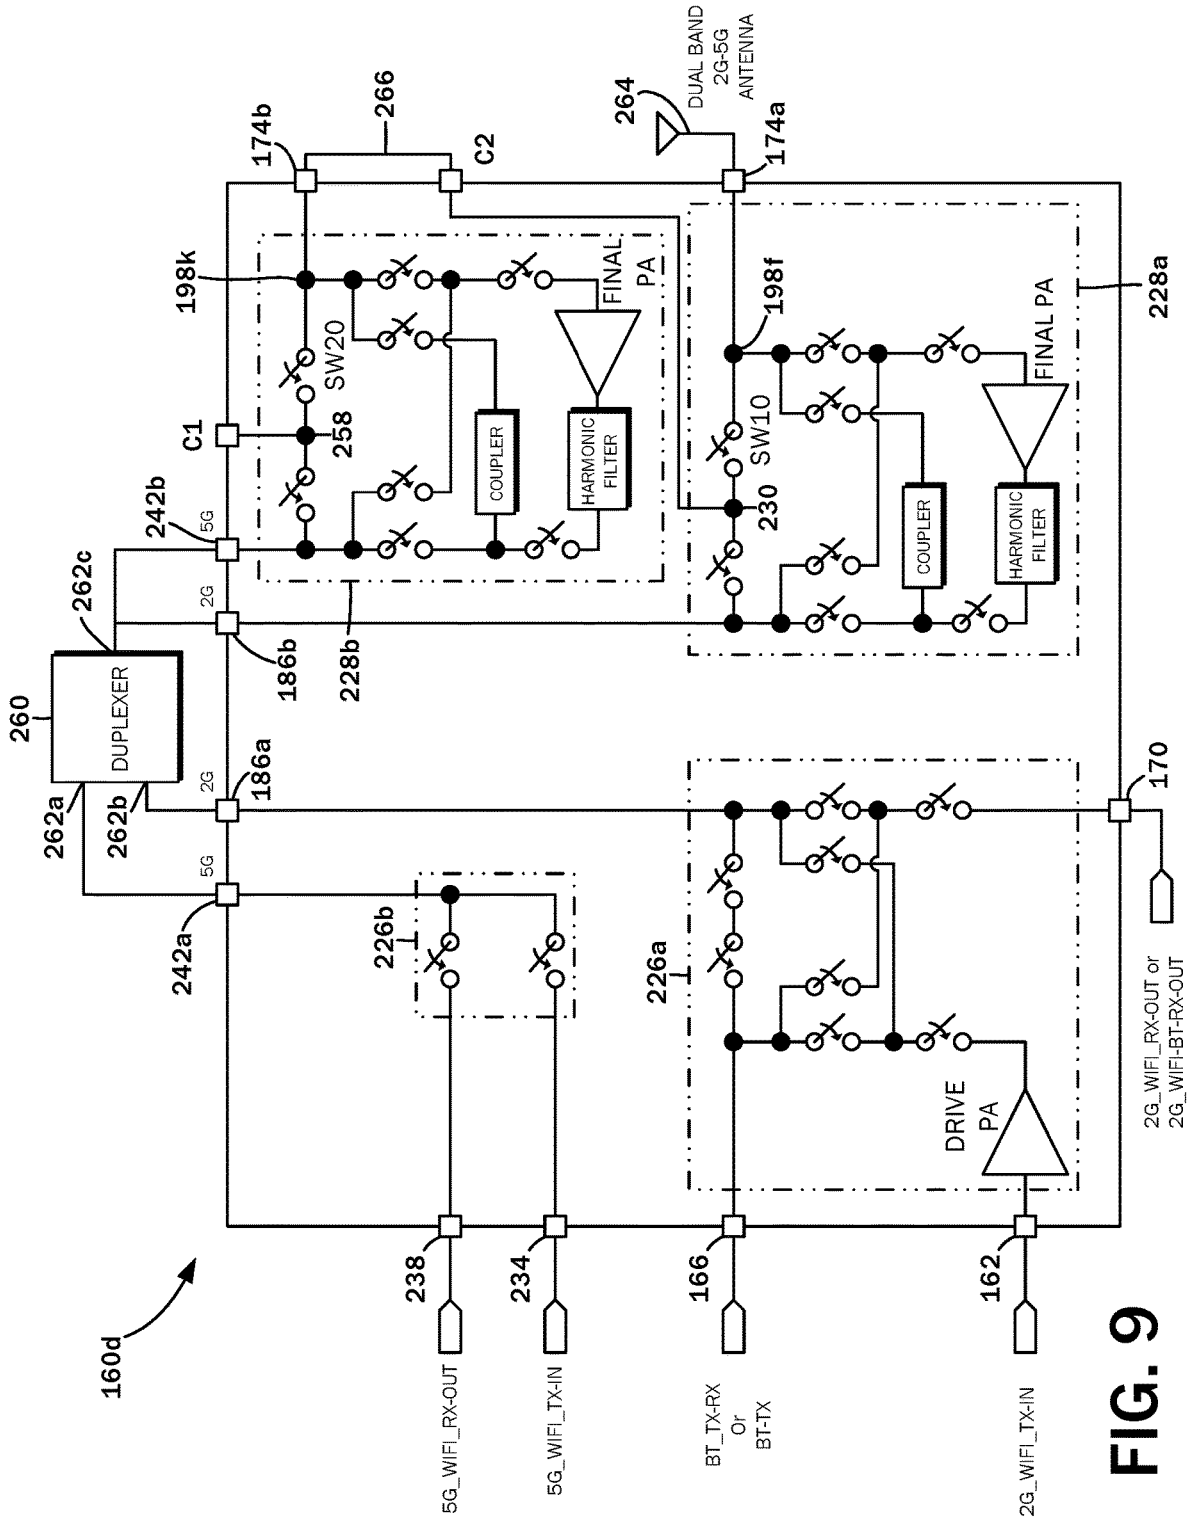 174b
266
C2
DUAL BAND
2G-5G
ANTENNA
264
174a
198k
C1
SW20
258
FINAL
PA
COUPLER
HARMONIC
FILTER
242b
5G
262c
2G
186b
228b
198f
SW10
230
FINAL PA
228a
COUPLER
HARMONIC
FILTER
260
DUPLEXER
262a
262b
186a
2G
5G
242a
226b
226a
170
2G_WIFI_RX-OUT or
2G_WIFI-BT-RX-OUT
DRIVE
PA
238
234
166
162
160d
5G_WIFI_RX-OUT
5G_WIFI_TX-IN
BT_TX-RX
Or
BT-TX
2G_WIFI_TX-IN
FIG. 9